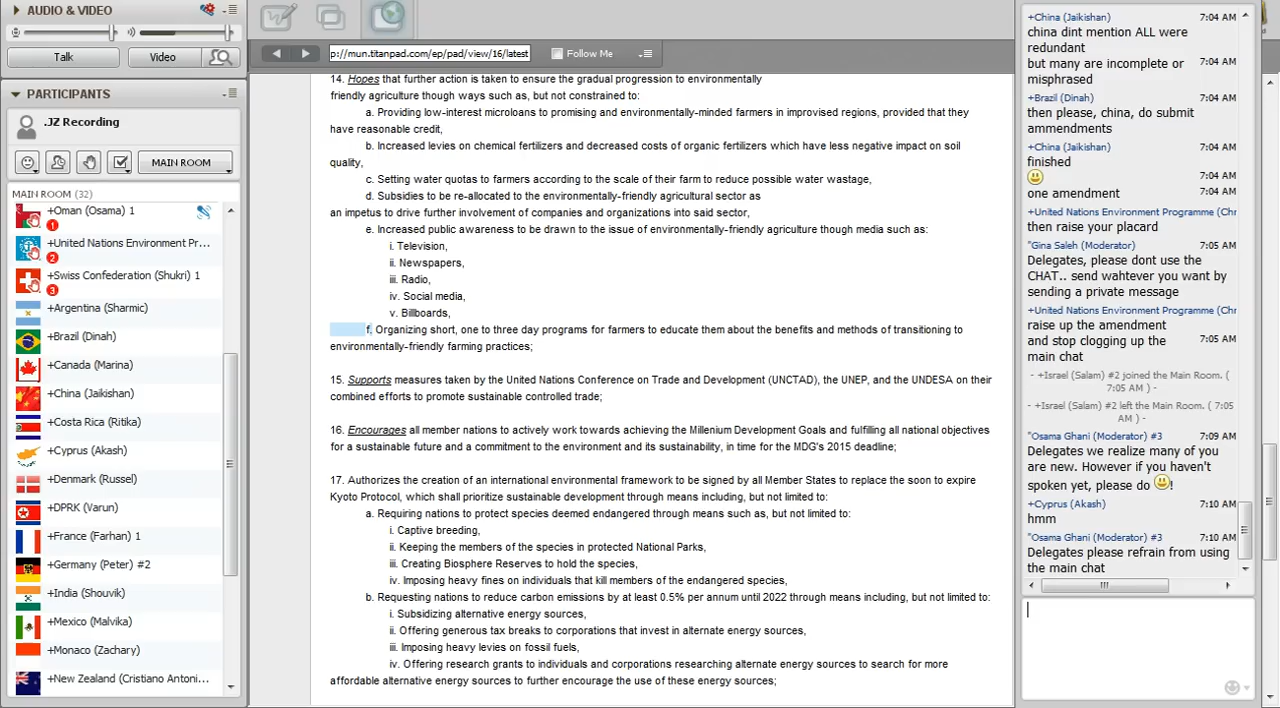 AUDIO & VIDEO
Talk
Video
PARTICIPANTS
.JZ Recording
MAIN ROOM
MAIN ROOM (32)
+Oman (Osama) 1
1
+United Nations Environment Pr...
2
+Swiss Confederation (Shukri) 1
3
+Argentina (Sharmic)
+Brazil (Dinah)
+Canada (Marina)
+China (Jaikishan)
+Costa Rica (Ritika)
+Cyprus (Akash)
+Denmark (Russel)
+DPRK (Varun)
+France (Farhan) 1
+Germany (Peter) #2
+India (Shouvik)
+Mexico (Malvika)
+Monaco (Zachary)
+New Zealand (Cristiano Antoni...
p://mun.titanpad.com/ep/pad/view/16/latest
Follow Me
14. Hopes that further action is taken to ensure the gradual progression to environmentally
friendly agriculture though ways such as, but not constrained to:
a. Providing low-interest microloans to promising and environmentally-minded farmers in improved regions, provided that they
have reasonable credit,
b. Increased levies on chemical fertilizers and decreased costs of organic fertilizers which have less negative impact on soil
quality,
c. Setting water quotas to farmers according to the scale of their farm to reduce possible water wastage,
d. Subsidies to be re-allocated to the environmentally-friendly agricultural sector as
an impetus to drive further involvement of companies and organizations into said sector,
e. Increased public awareness to be drawn to the issue of environmentally-friendly agriculture though media such as:
i. Television,
ii. Newspapers,
iii. Radio,
iv. Social media,
v. Billboards,
f. Organizing short, one to three day programs for farmers to educate them about the benefits and methods of transitioning to
environmentally-friendly farming practices;
15. Supports measures taken by the United Nations Conference on Trade and Development (UNCTAD), the UNEP, and the UNDESA on their
combined efforts to promote sustainable controlled trade;
16. Encourages all member nations to actively work towards achieving the Millenium Development Goals and fulfilling all national objectives
for a sustainable future and a commitment to the environment and its sustainability, in time for the MDG's 2015 deadline;
17. Authorizes the creation of an international environmental framework to be signed by all Member States to replace the soon to expire
Kyoto Protocol, which shall prioritize sustainable development through means including, but not limited to:
a. Requiring nations to protect species deemed endangered through means such as, but not limited to:
i. Captive breeding,
ii. Keeping the members of the species in protected National Parks,
iii. Creating Biosphere Reserves to hold the species,
iv. Imposing heavy fines on individuals that kill members of the endangered species,
b. Requesting nations to reduce carbon emissions by at least 0.5% per annum until 2022 through means including, but not limited to:
i. Subsidizing alternative energy sources,
ii. Offering generous tax breaks to corporations that invest in alternate energy sources,
iii. Imposing heavy levies on fossil fuels,
iv. Offering research grants to individuals and corporations researching alternate energy sources to search for more
affordable alternative energy sources to further encourage the use of these energy sources;
+China (Jaikishan) 7:04 AM
china dint mention ALL were
redundant
but many are incomplete or 7:04 AM
misphrased
+Brazil (Dinah) 7:04 AM
then please, china, do submit
ammendments
+China (Jaikishan) 7:04 AM
finished
7:04 AM
one amendment 7:04 AM
+United Nations Environment Programme (Chr
then raise your placard
"Gina Saleh (Moderator) 7:05 AM
Delegates, please dont use the
CHAT.. send wahtever you want by
sending a private message
+United Nations Environment Programme (Chr
raise up the amendment
and stop clogging up the 7:05 AM
main chat
- +Israel (Salam) #2 joined the Main Room. (
7:05 AM ) -
- +Israel (Salam) #2 left the Main Room. ( 7:05
AM ) -
"Osama Ghani (Moderator) #3 7:09 AM
Delegates we realize many of you
are new. However if you haven't
spoken yet, please do !
+Cyprus (Akash) 7:10 AM
hmm
"Osama Ghani (Moderator) #3 7:10 AM
Delegates please refrain from using
the main chat